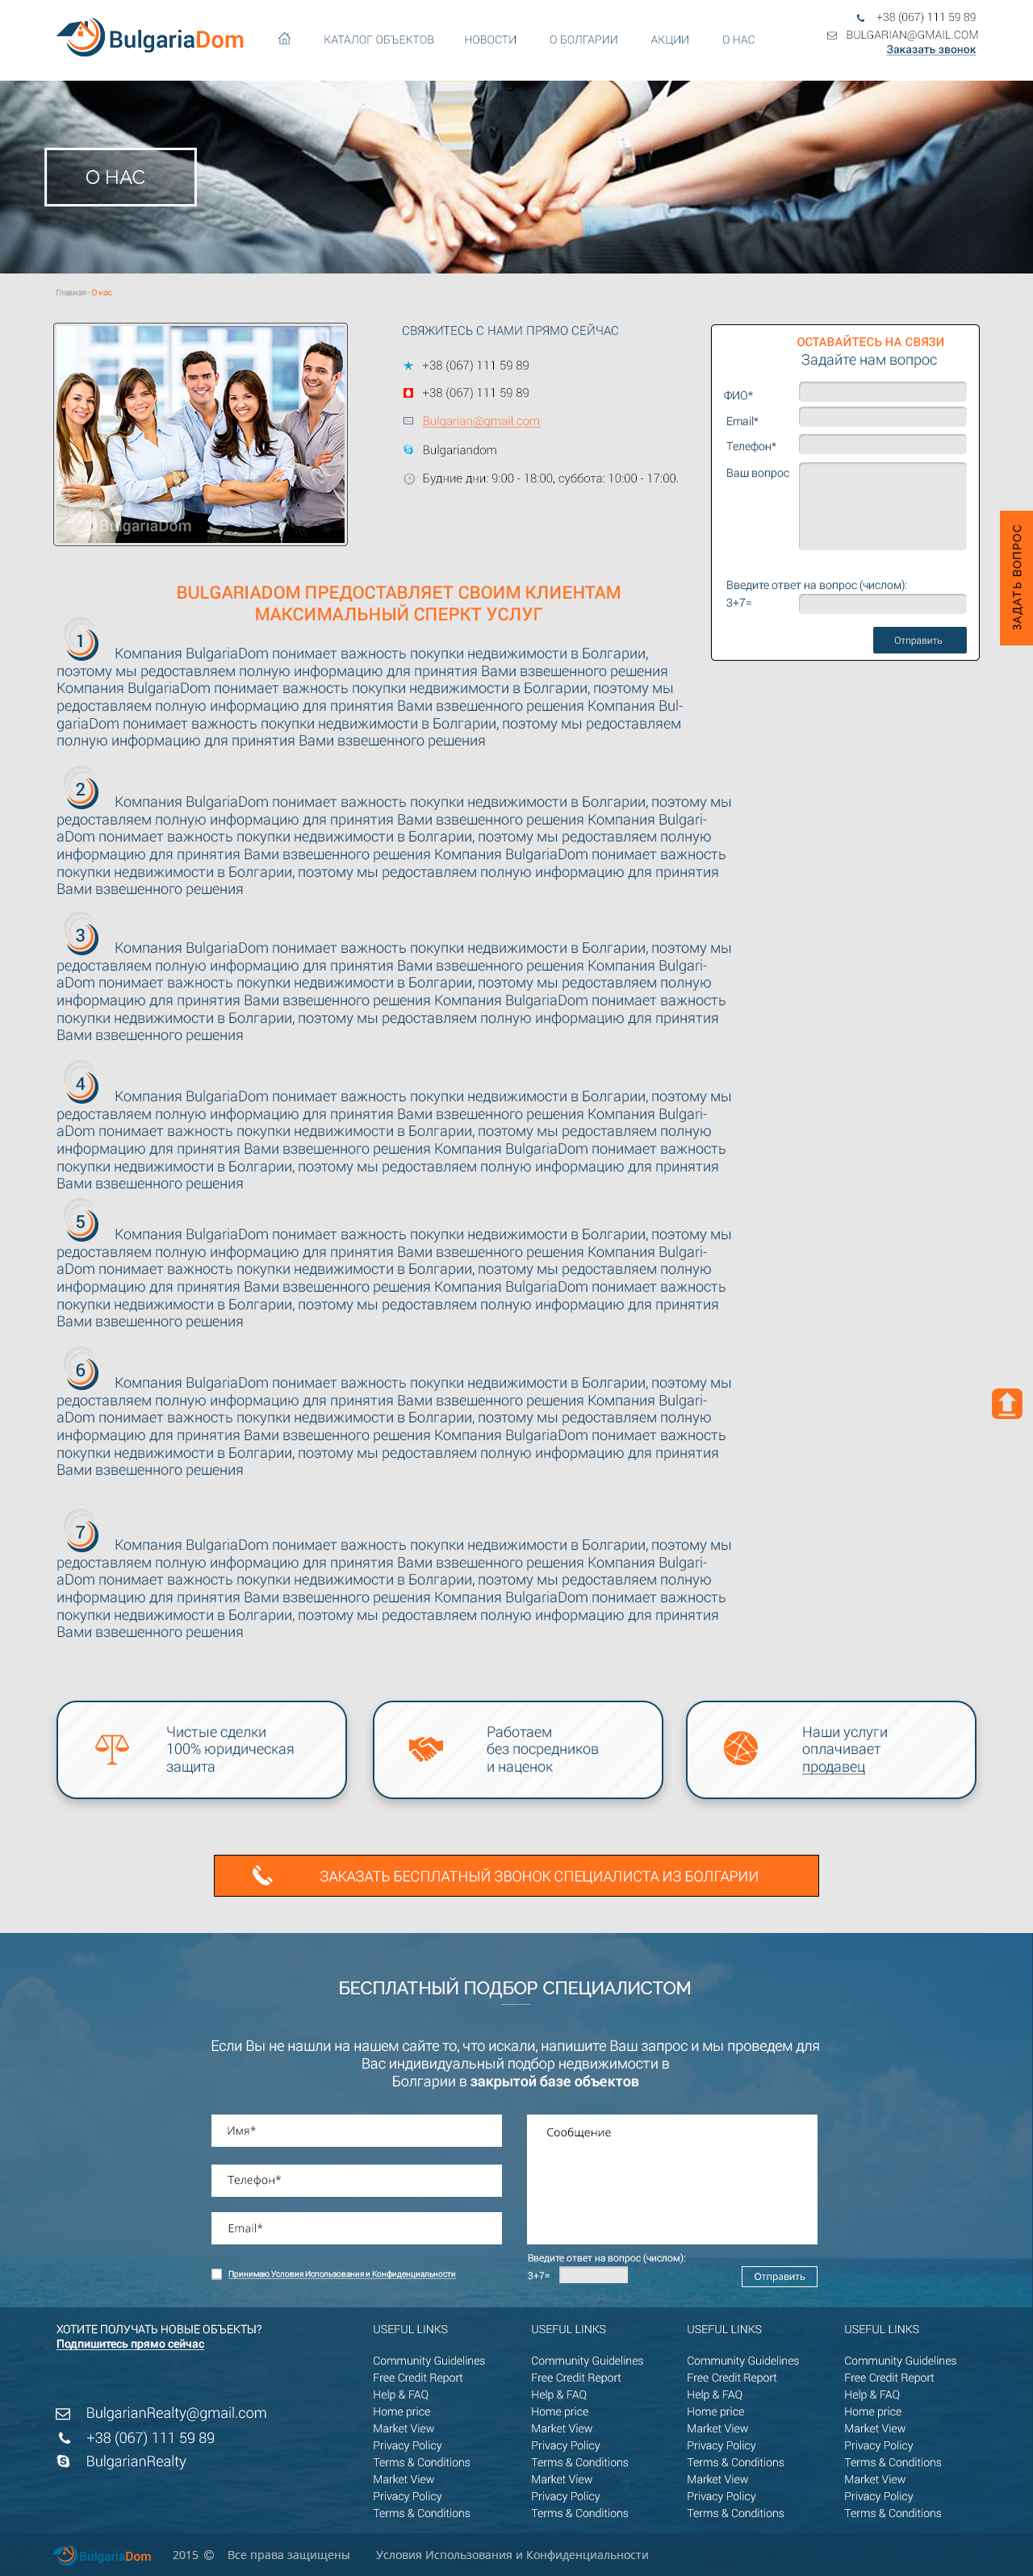 BulgariaDom
КАТАЛОГ ОБЪЕКТОВ
НОВОСТИ
О БОЛГАРИИ
АКЦИИ
О НАС
+38 (067) 111 59 89
BULGARIAN@GMAIL.COM
Заказать звонок
О НАС
Главная - О нас
BulgariaDom
СВЯЖИТЕСЬ С НАМИ ПРЯМО СЕЙЧАС
+38 (067) 111 59 89
+38 (067) 111 59 89
Bulgarian@gmail.com
Bulgariandom
Будние дни: 9:00 - 18:00, суббота: 10:00 - 17:00.
ОСТАВАЙТЕСЬ НА СВЯЗИ
Задайте нам вопрос
ФИО*
Email*
Телефон*
Ваш вопрос
Введите ответ на вопрос (числом):
3+7=
Отправить
ЗАДАТЬ ВОПРОС
BULGARIADOM ПРЕДОСТАВЛЯЕТ СВОИМ КЛИЕНТАМ
МАКСИМАЛЬНЫЙ СПЕРКТ УСЛУГ
1
Компания BulgariaDom понимает важность покупки недвижимости в Болгарии,
поэтому мы редоставляем полную информацию для принятия Вами взвешенного решения
Компания BulgariaDom понимает важность покупки недвижимости в Болгарии, поэтому мы
редоставляем полную информацию для принятия Вами взвешенного решения Компания Bul-
gariaDom понимает важность покупки недвижимости в Болгарии, поэтому мы редоставляем
полную информацию для принятия Вами взвешенного решения
2
Компания BulgariaDom понимает важность покупки недвижимости в Болгарии, поэтому мы
редоставляем полную информацию для принятия Вами взвешенного решения Компания Bulgari-
aDom понимает важность покупки недвижимости в Болгарии, поэтому мы редоставляем полную
информацию для принятия Вами взвешенного решения Компания BulgariaDom понимает важность
покупки недвижимости в Болгарии, поэтому мы редоставляем полную информацию для принятия
Вами взвешенного решения
3
Компания BulgariaDom понимает важность покупки недвижимости в Болгарии, поэтому мы
редоставляем полную информацию для принятия Вами взвешенного решения Компания Bulgari-
aDom понимает важность покупки недвижимости в Болгарии, поэтому мы редоставляем полную
информацию для принятия Вами взвешенного решения Компания BulgariaDom понимает важность
покупки недвижимости в Болгарии, поэтому мы редоставляем полную информацию для принятия
Вами взвешенного решения
4
Компания BulgariaDom понимает важность покупки недвижимости в Болгарии, поэтому мы
редоставляем полную информацию для принятия Вами взвешенного решения Компания Bulgari-
aDom понимает важность покупки недвижимости в Болгарии, поэтому мы редоставляем полную
информацию для принятия Вами взвешенного решения Компания BulgariaDom понимает важность
покупки недвижимости в Болгарии, поэтому мы редоставляем полную информацию для принятия
Вами взвешенного решения
5
Компания BulgariaDom понимает важность покупки недвижимости в Болгарии, поэтому мы
редоставляем полную информацию для принятия Вами взвешенного решения Компания Bulgari-
aDom понимает важность покупки недвижимости в Болгарии, поэтому мы редоставляем полную
информацию для принятия Вами взвешенного решения Компания BulgariaDom понимает важность
покупки недвижимости в Болгарии, поэтому мы редоставляем полную информацию для принятия
Вами взвешенного решения
6
Компания BulgariaDom понимает важность покупки недвижимости в Болгарии, поэтому мы
редоставляем полную информацию для принятия Вами взвешенного решения Компания Bulgari-
aDom понимает важность покупки недвижимости в Болгарии, поэтому мы редоставляем полную
информацию для принятия Вами взвешенного решения Компания BulgariaDom понимает важность
покупки недвижимости в Болгарии, поэтому мы редоставляем полную информацию для принятия
Вами взвешенного решения
7
Компания BulgariaDom понимает важность покупки недвижимости в Болгарии, поэтому мы
редоставляем полную информацию для принятия Вами взвешенного решения Компания Bulgari-
aDom понимает важность покупки недвижимости в Болгарии, поэтому мы редоставляем полную
информацию для принятия Вами взвешенного решения Компания BulgariaDom понимает важность
покупки недвижимости в Болгарии, поэтому мы редоставляем полную информацию для принятия
Вами взвешенного решения
Чистые сделки
100% юридическая
защита
Работаем
без посредников
и наценок
Наши услуги
оплачивает
продавец
ЗАКАЗАТЬ БЕСПЛАТНЫЙ ЗВОНОК СПЕЦИАЛИСТА ИЗ БОЛГАРИИ
БЕСПЛАТНЫЙ ПОДБОР СПЕЦИАЛИСТОМ
Если Вы не нашли на нашем сайте то, что искали, напишите Ваш запрос и мы проведем для
Вас индивидуальный подбор недвижимости в
Болгарии в закрытой базе объектов
Имя*
Телефон*
Email*
Сообщение
Принимаю Условия Использования и Конфиденциальности
Введите ответ на вопрос (числом):
3+7=
Отправить
ХОТИТЕ ПОЛУЧАТЬ НОВЫЕ ОБЪЕКТЫ?
Подпишитесь прямо сейчас
BulgarianRealty@gmail.com
+38 (067) 111 59 89
BulgarianRealty
USEFUL LINKS
Community Guidelines
Free Credit Report
Help & FAQ
Home price
Market View
Privacy Policy
Terms & Conditions
Market View
Privacy Policy
Terms & Conditions
USEFUL LINKS
Community Guidelines
Free Credit Report
Help & FAQ
Home price
Market View
Privacy Policy
Terms & Conditions
Market View
Privacy Policy
Terms & Conditions
USEFUL LINKS
Community Guidelines
Free Credit Report
Help & FAQ
Home price
Market View
Privacy Policy
Terms & Conditions
Market View
Privacy Policy
Terms & Conditions
USEFUL LINKS
Community Guidelines
Free Credit Report
Help & FAQ
Home price
Market View
Privacy Policy
Terms & Conditions
Market View
Privacy Policy
Terms & Conditions
BulgariaDom
2015 © Все права защищены
Условия Использования и Конфиденциальности